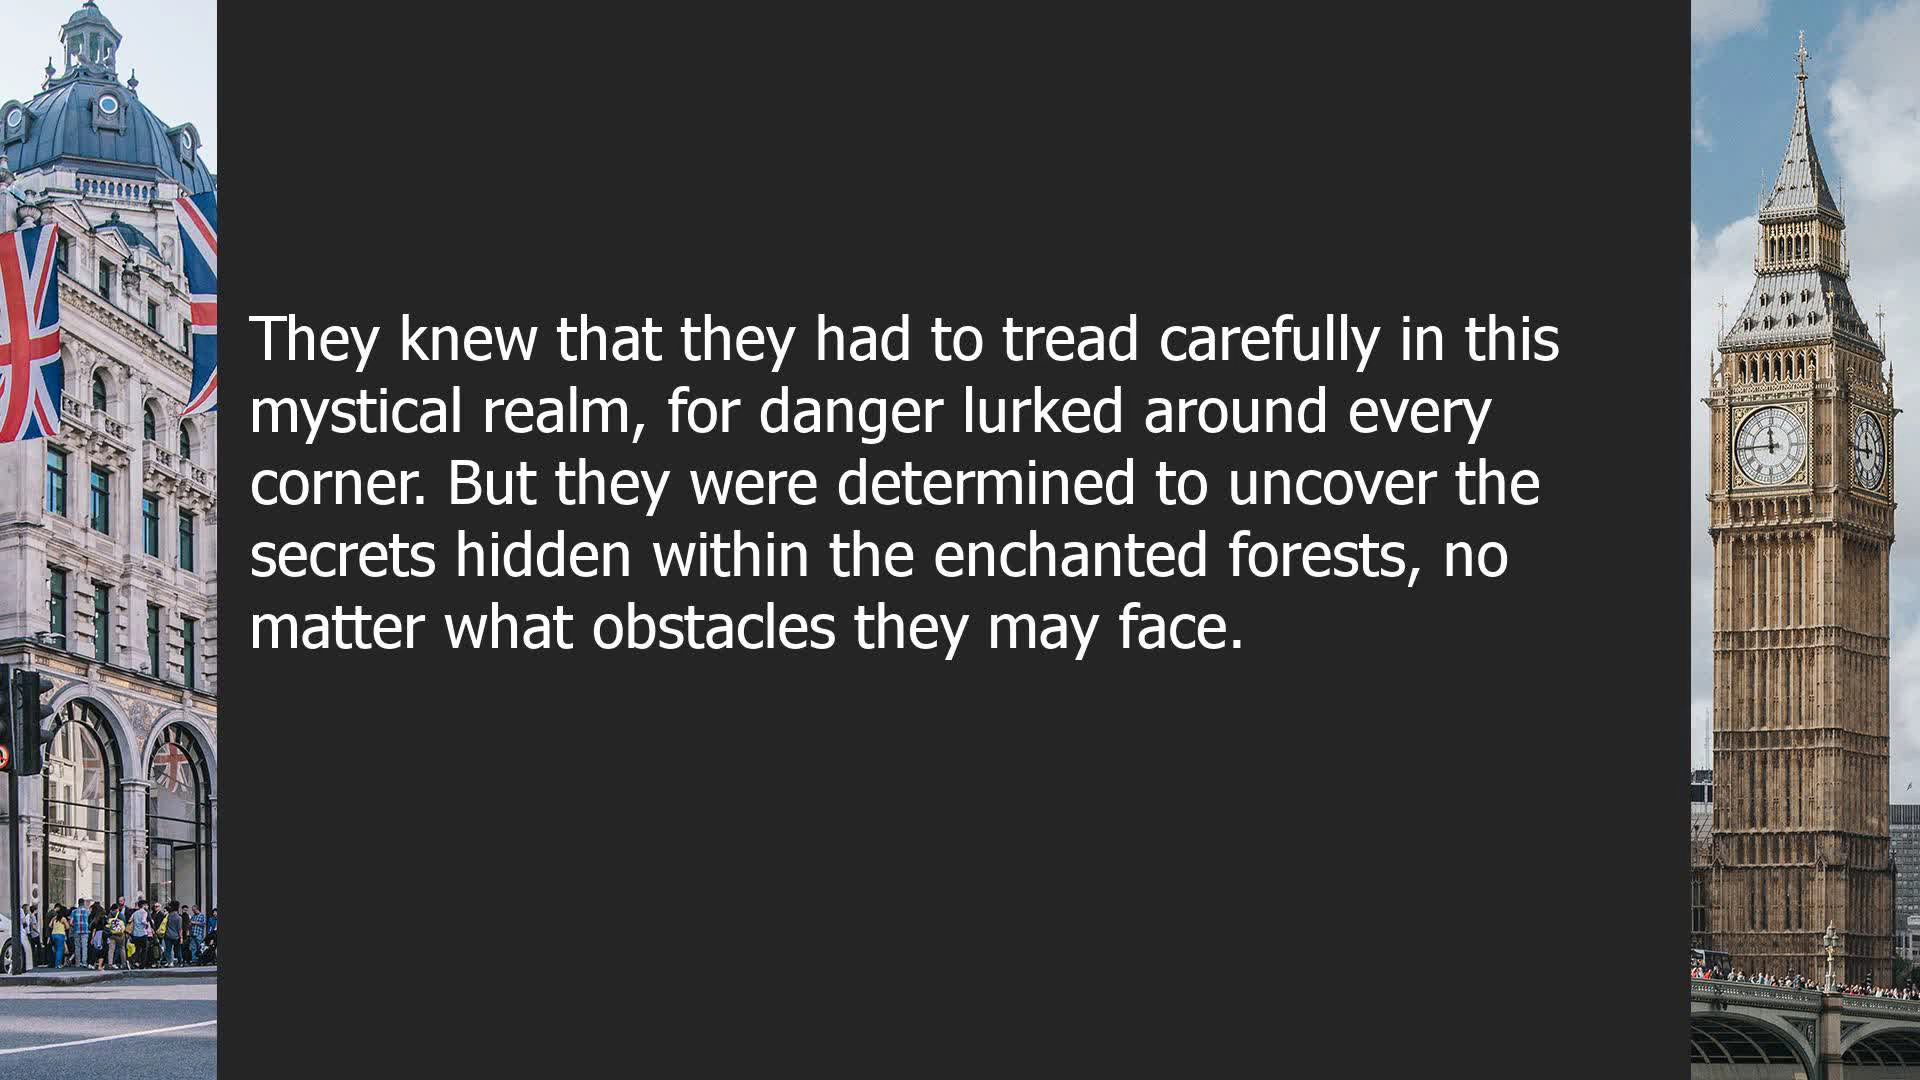 They knew that they had to tread carefully in this
mystical realm, for danger lurked around every
corner. But they were determined to uncover the
secrets hidden within the enchanted forests, no
matter what obstacles they may face.